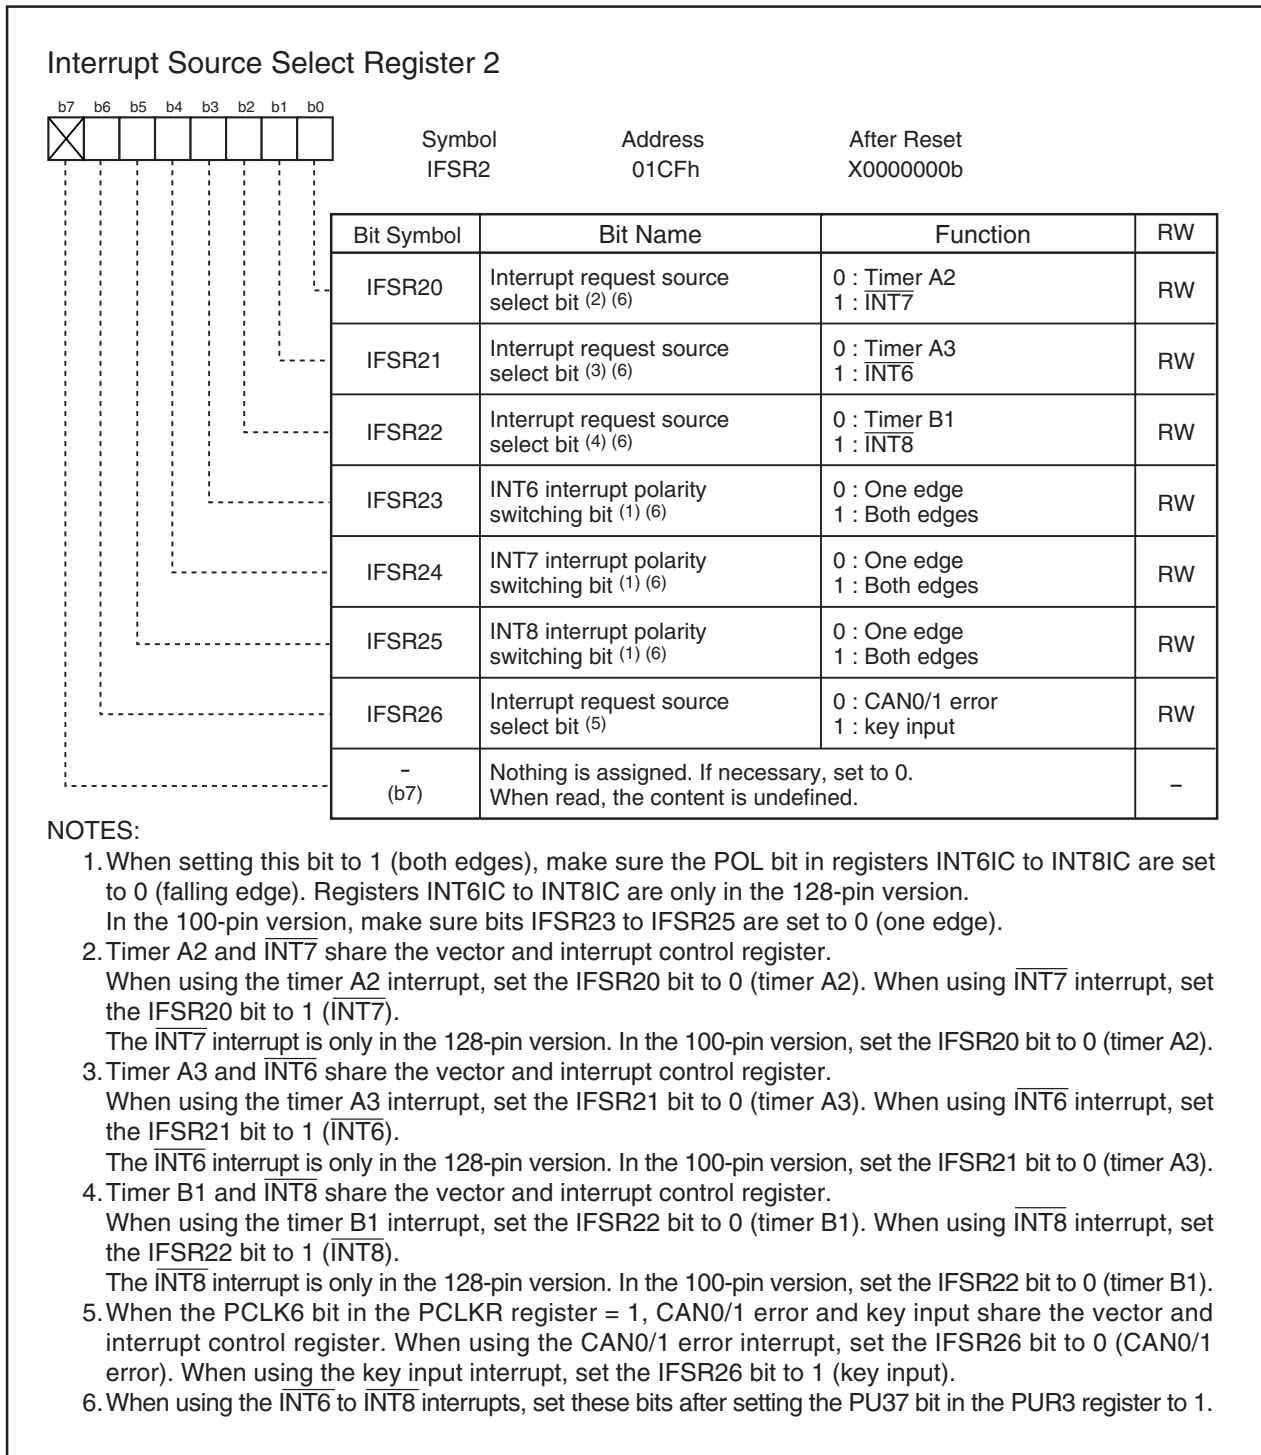 Interrupt Source Select Register 2
b7 b6 b5 b4 b3 b2 b1 b0
Symbol Address After Reset
IFSR2 01CFh X0000000b
Bit Symbol Bit Name Function RW
IFSR20 Interrupt request source select bit (2) (6) 0 : Timer A2 1 : INT7 RW
IFSR21 Interrupt request source select bit (3) (6) 0 : Timer A3 1 : INT6 RW
IFSR22 Interrupt request source select bit (4) (6) 0 : Timer B1 1 : INT8 RW
IFSR23 INT6 interrupt polarity switching bit (1) (6) 0 : One edge 1 : Both edges RW
IFSR24 INT7 interrupt polarity switching bit (1) (6) 0 : One edge 1 : Both edges RW
IFSR25 INT8 interrupt polarity switching bit (1) (6) 0 : One edge 1 : Both edges RW
IFSR26 Interrupt request source select bit (5) 0 : CAN0/1 error 1 : key input RW
– (b7) Nothing is assigned. If necessary, set to 0. When read, the content is undefined. –
NOTES:
1. When setting this bit to 1 (both edges), make sure the POL bit in registers INT6IC to INT8IC are set
to 0 (falling edge). Registers INT6IC to INT8IC are only in the 128-pin version.
In the 100-pin version, make sure bits IFSR23 to IFSR25 are set to 0 (one edge).
2. Timer A2 and INT7 share the vector and interrupt control register.
When using the timer A2 interrupt, set the IFSR20 bit to 0 (timer A2). When using INT7 interrupt, set
the IFSR20 bit to 1 (INT7).
The INT7 interrupt is only in the 128-pin version. In the 100-pin version, set the IFSR20 bit to 0 (timer A2).
3. Timer A3 and INT6 share the vector and interrupt control register.
When using the timer A3 interrupt, set the IFSR21 bit to 0 (timer A3). When using INT6 interrupt, set
the IFSR21 bit to 1 (INT6).
The INT6 interrupt is only in the 128-pin version. In the 100-pin version, set the IFSR21 bit to 0 (timer A3).
4. Timer B1 and INT8 share the vector and interrupt control register.
When using the timer B1 interrupt, set the IFSR22 bit to 0 (timer B1). When using INT8 interrupt, set
the IFSR22 bit to 1 (INT8).
The INT8 interrupt is only in the 128-pin version. In the 100-pin version, set the IFSR22 bit to 0 (timer B1).
5. When the PCLK6 bit in the PCLKR register = 1, CAN0/1 error and key input share the vector and
interrupt control register. When using the CAN0/1 error interrupt, set the IFSR26 bit to 0 (CAN0/1
error). When using the key input interrupt, set the IFSR26 bit to 1 (key input).
6. When using the INT6 to INT8 interrupts, set these bits after setting the PU37 bit in the PUR3 register to 1.